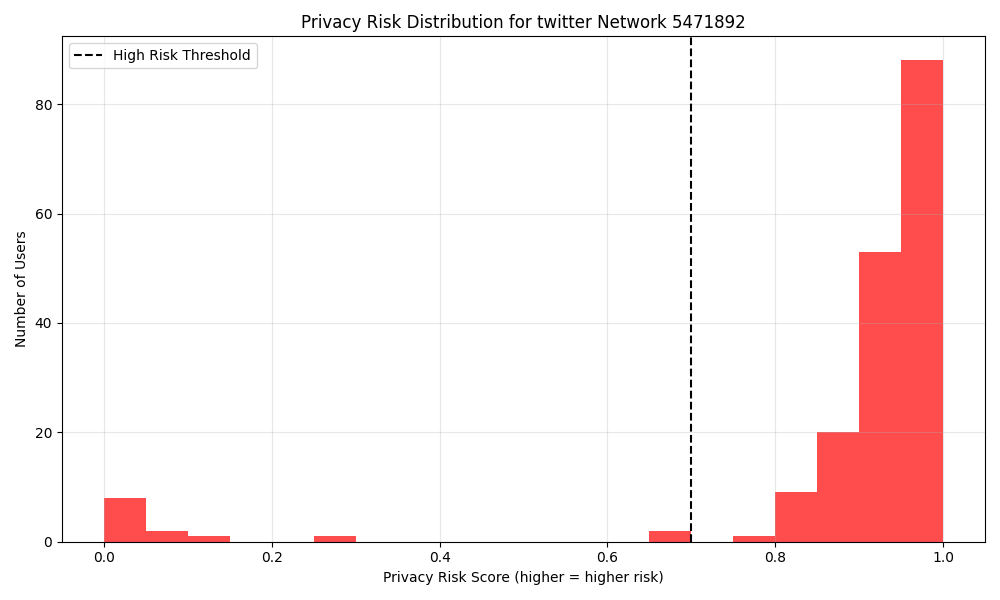 Privacy Risk Distribution for twitter Network 5471892
High Risk Threshold
Number of Users
80
60
40
20
0
0.0 0.2 0.4 0.6 0.8 1.0
Privacy Risk Score (higher = higher risk)